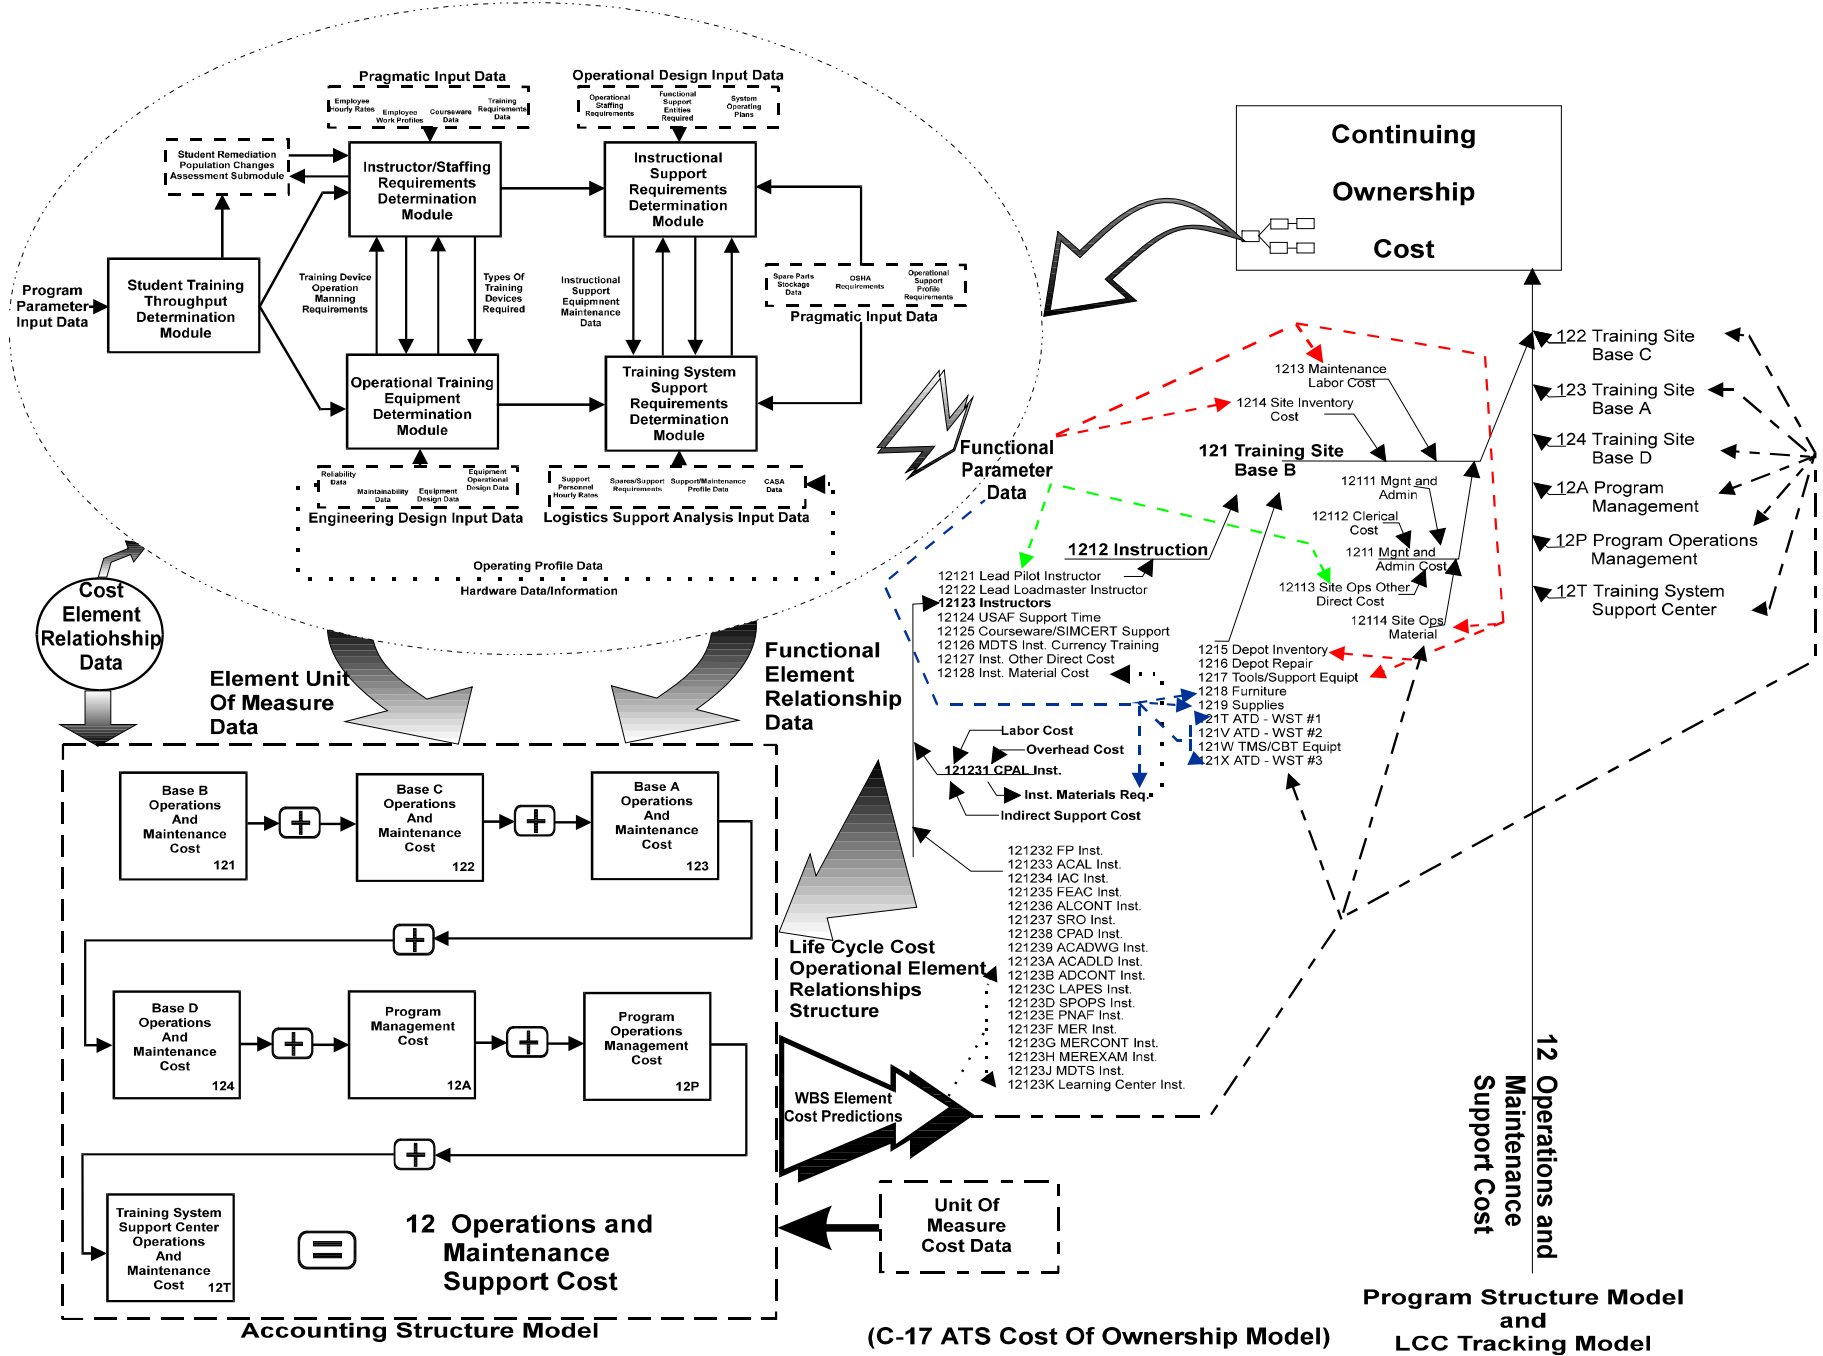 Pragmatic Input Data
Employee
Hourly Rates
Employee
Work Profiles
Courseware
Data
Training
Requirements
Data
Operational Design Input Data
Operational
Staffing
Requirements
Functional
Support
Entities
Required
System
Operating
Plans
Student Remediation
Population Changes
Assessment Submodule
Instructor/Staffing
Requirements
Determination
Module
Instructional
Support
Requirements
Determination
Module
Program
Parameter
Input Data
Student Training
Throughput
Determination
Module
Training Device
Operation
Manning
Requirements
Types Of
Training
Devices
Required
Instructional
Support
Equipmnent
Maintenance
Data
Spare Parts
Stockage
Data
OSHA
Requirements
Operational
Support
Profile
Requirements
Pragmatic Input Data
Operational Training
Equipment
Determination
Module
Training System
Support
Requirements
Determination
Module
Reliability
Data
Maintainability
Data
Equipment
Design Data
Equipment
Operational
Design Data
Engineering Design Input Data
Support
Personnel
Hourly Rates
Spares/Support
Requirements
Support/Maintenance
Profile Data
CASA
Data
Logistics Support Analysis Input Data
Operating Profile Data
Hardware Data/Information
Cost
Element
Relatiohship
Data
Element Unit
Of Measure
Data
Functional
Element
Relationship
Data
Base B
Operations
And
Maintenance
Cost
121
Base C
Operations
And
Maintenance
Cost
122
Base A
Operations
And
Maintenance
Cost
123
Base D
Operations
And
Maintenance
Cost
124
Program
Management
Cost
12A
Program
Operations
Management
Cost
12P
Training System
Support Center
Operations
And
Maintenance
Cost
12T
12 Operations and
Maintenance
Support Cost
Accounting Structure Model
Life Cycle Cost
Operational Element
Relationships
Structure
WBS Element
Cost Predictions
Unit Of
Measure
Cost Data
Continuing
Ownership
Cost
Functional
Parameter
Data
1213 Maintenance
Labor Cost
1214 Site Inventory
Cost
121 Training Site
Base B
12111 Mgnt and
Admin
12112 Clerical
Cost
1211 Mgnt and
Admin Cost
12113 Site Ops Other
Direct Cost
12114 Site Ops
Material
1212 Instruction
12121 Lead Pilot Instructor
12122 Lead Loadmaster Instructor
12123 Instructors
12124 USAF Support Time
12125 Courseware/SIMCERT Support
12126 MDTS Inst. Currency Training
12127 Inst. Other Direct Cost
12128 Inst. Material Cost
1215 Depot Inventory
1216 Depot Repair
1217 Tools/Support Equipt
1218 Furniture
1219 Supplies
121T ATD - WST #1
121V ATD - WST #2
121W TMS/CBT Equipt
121X ATD - WST #3
Labor Cost
Overhead Cost
121231 CPAL Inst.
Inst. Materials Req.
Indirect Support Cost
121232 FP Inst.
121233 ACAL Inst.
121234 IAC Inst.
121235 FEAC Inst.
121236 ALCONT Inst.
121237 SRO Inst.
121238 CPAD Inst.
121239 ACADWG Inst.
12123A ACADLD Inst.
12123B ADCONT Inst.
12123C LAPES Inst.
12123D SPOPS Inst.
12123E PNAF Inst.
12123F MER Inst.
12123G MERCONT Inst.
12123H MEREXAM Inst.
12123J MDTS Inst.
12123K Learning Center Inst.
122 Training Site
Base C
123 Training Site
Base A
124 Training Site
Base D
12A Program
Management
12P Program Operations
Management
12T Training System
Support Center
12 Operations and
Maintenance
Support Cost
Program Structure Model
and
LCC Tracking Model
(C-17 ATS Cost Of Ownership Model)